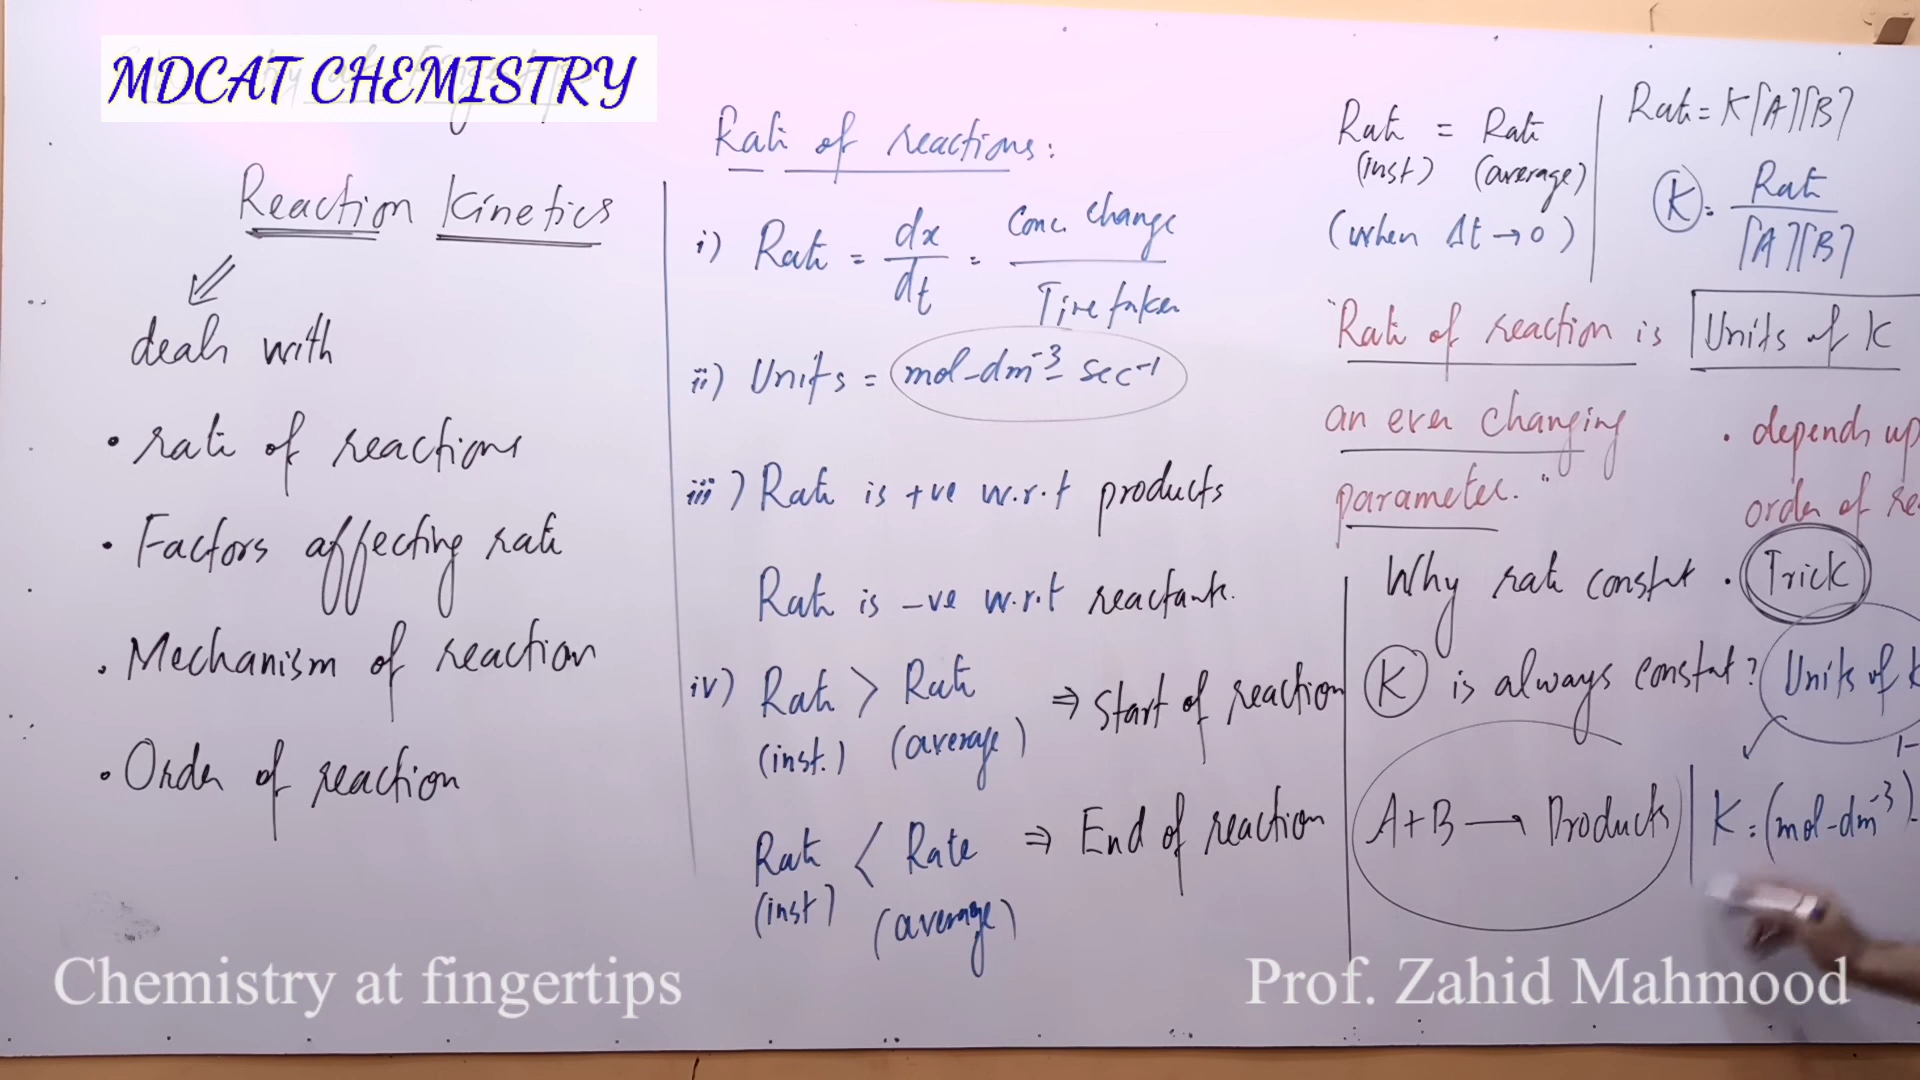 MDCAT CHEMISTRY
Reaction Kinetics
deals with
• rate of reactions
• Factors affecting rate
• Mechanism of reaction
• Order of reaction
Rate of reactions:
i) Rate = dx/dt = Conc. change / Time taken
ii) Units = mol-dm⁻³- sec⁻¹
iii) Rate is +ve w.r.t products
Rate is -ve w.r.t reactants.
iv) Rate > Rate ⇒ Start of reaction
(inst.) (average)
Rate < Rate ⇒ End of reaction
(inst) (average)
Rate = Rate
(inst) (average)
(when Δt → 0)
"Rate of reaction is
an ever changing
parameter."
Why rate constant
K is always constant?
A+B → Products
Rate = K[A][B]
K = Rate / [A][B]
Units of K
• depends up
order of re
• Trick
Units of K
1-
K = (mol-dm⁻³)
Chemistry at fingertips
Prof. Zahid Mahmood